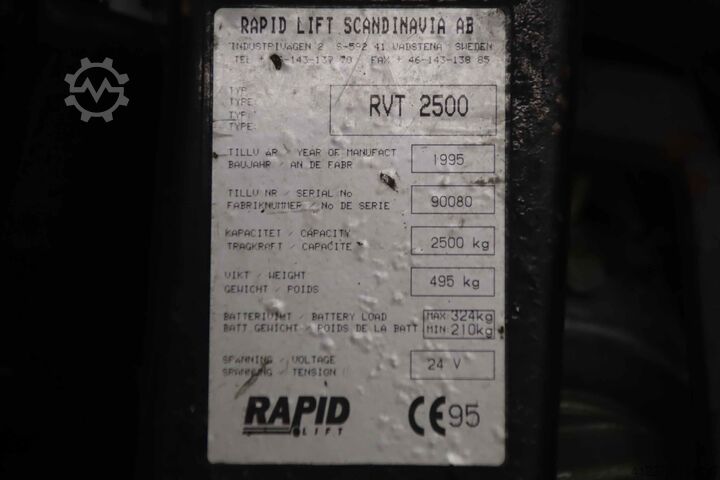 RAPID LIFT SCANDINAVIA AB
INDUSTRIVÄGEN 2 S-592 41 VADSTENA SWEDEN
TEL + 46-143-137 70 FAX + 46-143-138 85
TYP
TYPE
TYP
TYPE
RVT 2500
TILLV ÅR / YEAR OF MANUFACT
BAUJAHR / AN DE FABR
1995
TILLV NR / SERIAL No
FABRIKNUMMER / No DE SERIE
90080
KAPACITET / CAPACITY
TRAGKRAFT / CAPACITE
2500 kg
VIKT / WEIGHT
GEWICHT / POIDS
495 kg
BATTERIVIKT / BATTERY LOAD
BATT GEWICHT / POIDS DE LA BATT
MAX 324kg
MIN 210kg
SPÄNNING / VOLTAGE
SPANNUNG / TENSION
24 V
RAPID
LIFT
CE 95